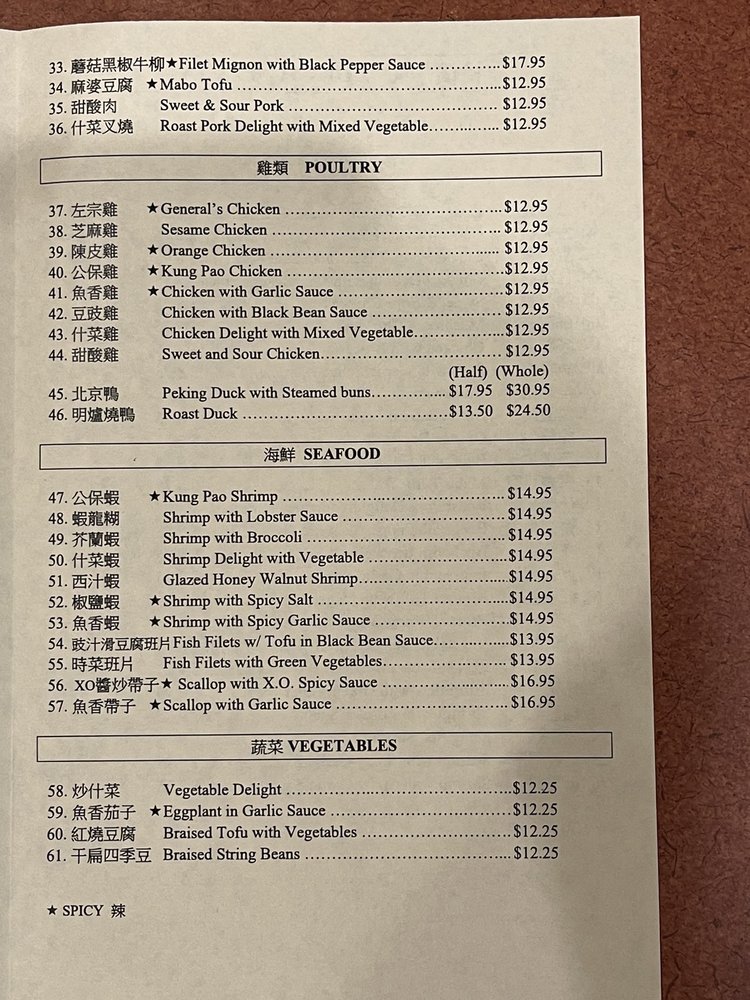 33. 蘑菇黑椒牛柳★Filet Mignon with Black Pepper Sauce ............. $17.95
34. 麻婆豆腐 ★Mabo Tofu ............. $12.95
35. 甜酸肉 Sweet & Sour Pork ............. $12.95
36. 什菜叉燒 Roast Pork Delight with Mixed Vegetable............. $12.95
雞類 POULTRY
37. 左宗雞 ★General's Chicken ............. $12.95
38. 芝麻雞 Sesame Chicken ............. $12.95
39. 陳皮雞 ★Orange Chicken ............. $12.95
40. 公保雞 ★Kung Pao Chicken ............. $12.95
41. 魚香雞 ★Chicken with Garlic Sauce ............. $12.95
42. 豆豉雞 Chicken with Black Bean Sauce ............. $12.95
43. 什菜雞 Chicken Delight with Mixed Vegetable............. $12.95
44. 甜酸雞 Sweet and Sour Chicken............. $12.95
(Half) (Whole)
45. 北京鴨 Peking Duck with Steamed buns............. $17.95 $30.95
46. 明爐燒鴨 Roast Duck ............. $13.50 $24.50
海鮮 SEAFOOD
47. 公保蝦 ★Kung Pao Shrimp ............. $14.95
48. 蝦龍糊 Shrimp with Lobster Sauce ............. $14.95
49. 芥蘭蝦 Shrimp with Broccoli ............. $14.95
50. 什菜蝦 Shrimp Delight with Vegetable ............. $14.95
51. 西汁蝦 Glazed Honey Walnut Shrimp............. $14.95
52. 椒鹽蝦 ★Shrimp with Spicy Salt ............. $14.95
53. 魚香蝦 ★Shrimp with Spicy Garlic Sauce ............. $14.95
54. 豉汁滑豆腐班片Fish Filets w/ Tofu in Black Bean Sauce............. $13.95
55. 時菜班片 Fish Filets with Green Vegetables............. $13.95
56. XO醬炒帶子★ Scallop with X.O. Spicy Sauce ............. $16.95
57. 魚香帶子 ★Scallop with Garlic Sauce ............. $16.95
蔬菜 VEGETABLES
58. 炒什菜 Vegetable Delight ............. $12.25
59. 魚香茄子 ★Eggplant in Garlic Sauce ............. $12.25
60. 紅燒豆腐 Braised Tofu with Vegetables ............. $12.25
61. 干扁四季豆 Braised String Beans ............. $12.25
★ SPICY 辣